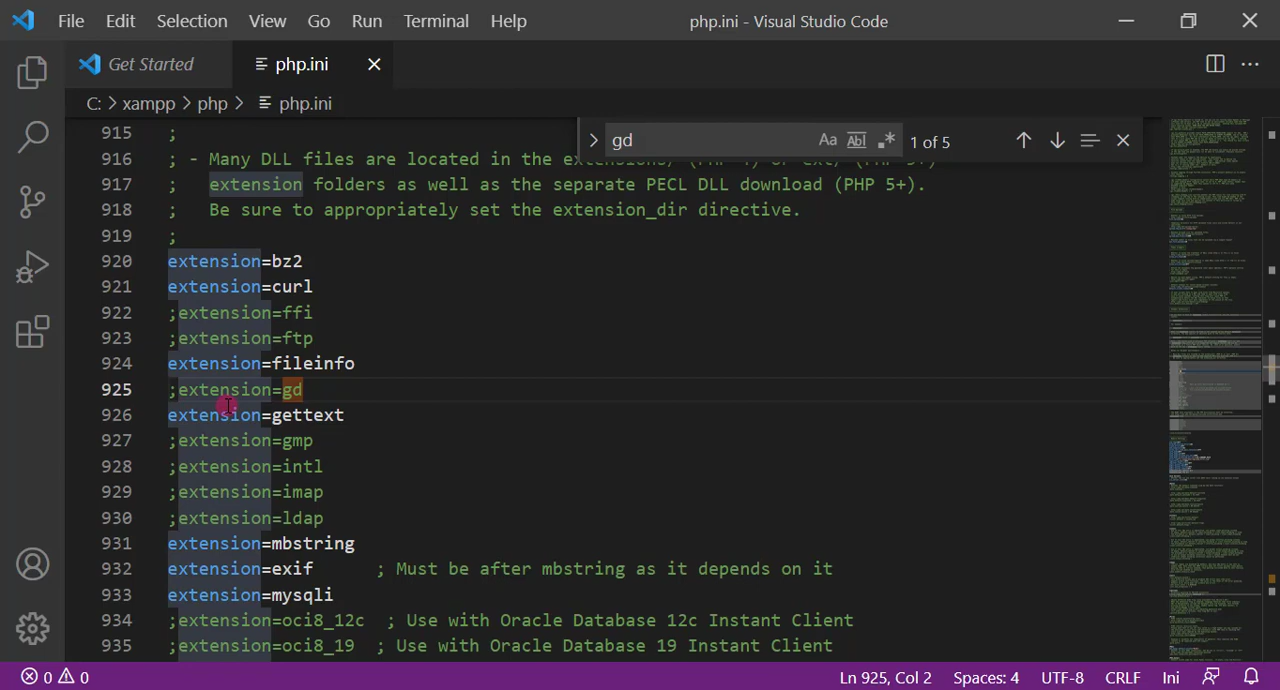 File Edit Selection View Go Run Terminal Help php.ini - Visual Studio Code
Get Started php.ini
C: > xampp > php > php.ini
gd Aa Abl .* 1 of 5
915 ;
916 ; - Many DLL files are located in the extensions/
917 ; extension folders as well as the separate PECL DLL download (PHP 5+).
918 ; Be sure to appropriately set the extension_dir directive.
919 ;
920 extension=bz2
921 extension=curl
922 ;extension=ffi
923 ;extension=ftp
924 extension=fileinfo
925 ;extension=gd
926 extension=gettext
927 ;extension=gmp
928 ;extension=intl
929 ;extension=imap
930 ;extension=ldap
931 extension=mbstring
932 extension=exif ; Must be after mbstring as it depends on it
933 extension=mysqli
934 ;extension=oci8_12c ; Use with Oracle Database 12c Instant Client
935 ;extension=oci8_19 ; Use with Oracle Database 19 Instant Client
0 0 Ln 925, Col 2 Spaces: 4 UTF-8 CRLF Ini